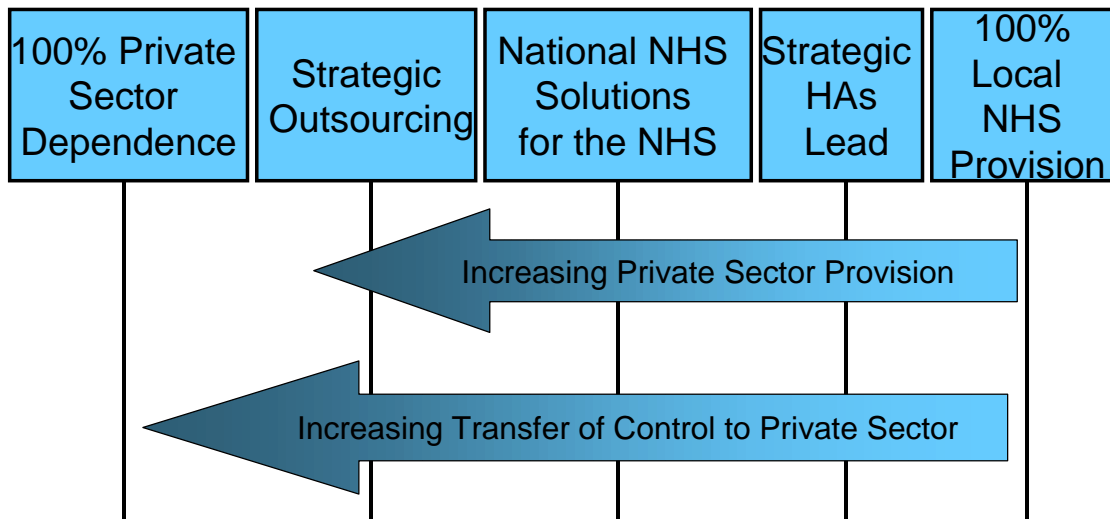 100% Private
Sector
Dependence
Strategic
Outsourcing
National NHS
Solutions
for the NHS
Strategic
HAs
Lead
100%
Local
NHS
Provision
Increasing Private Sector Provision
Increasing Transfer of Control to Private Sector